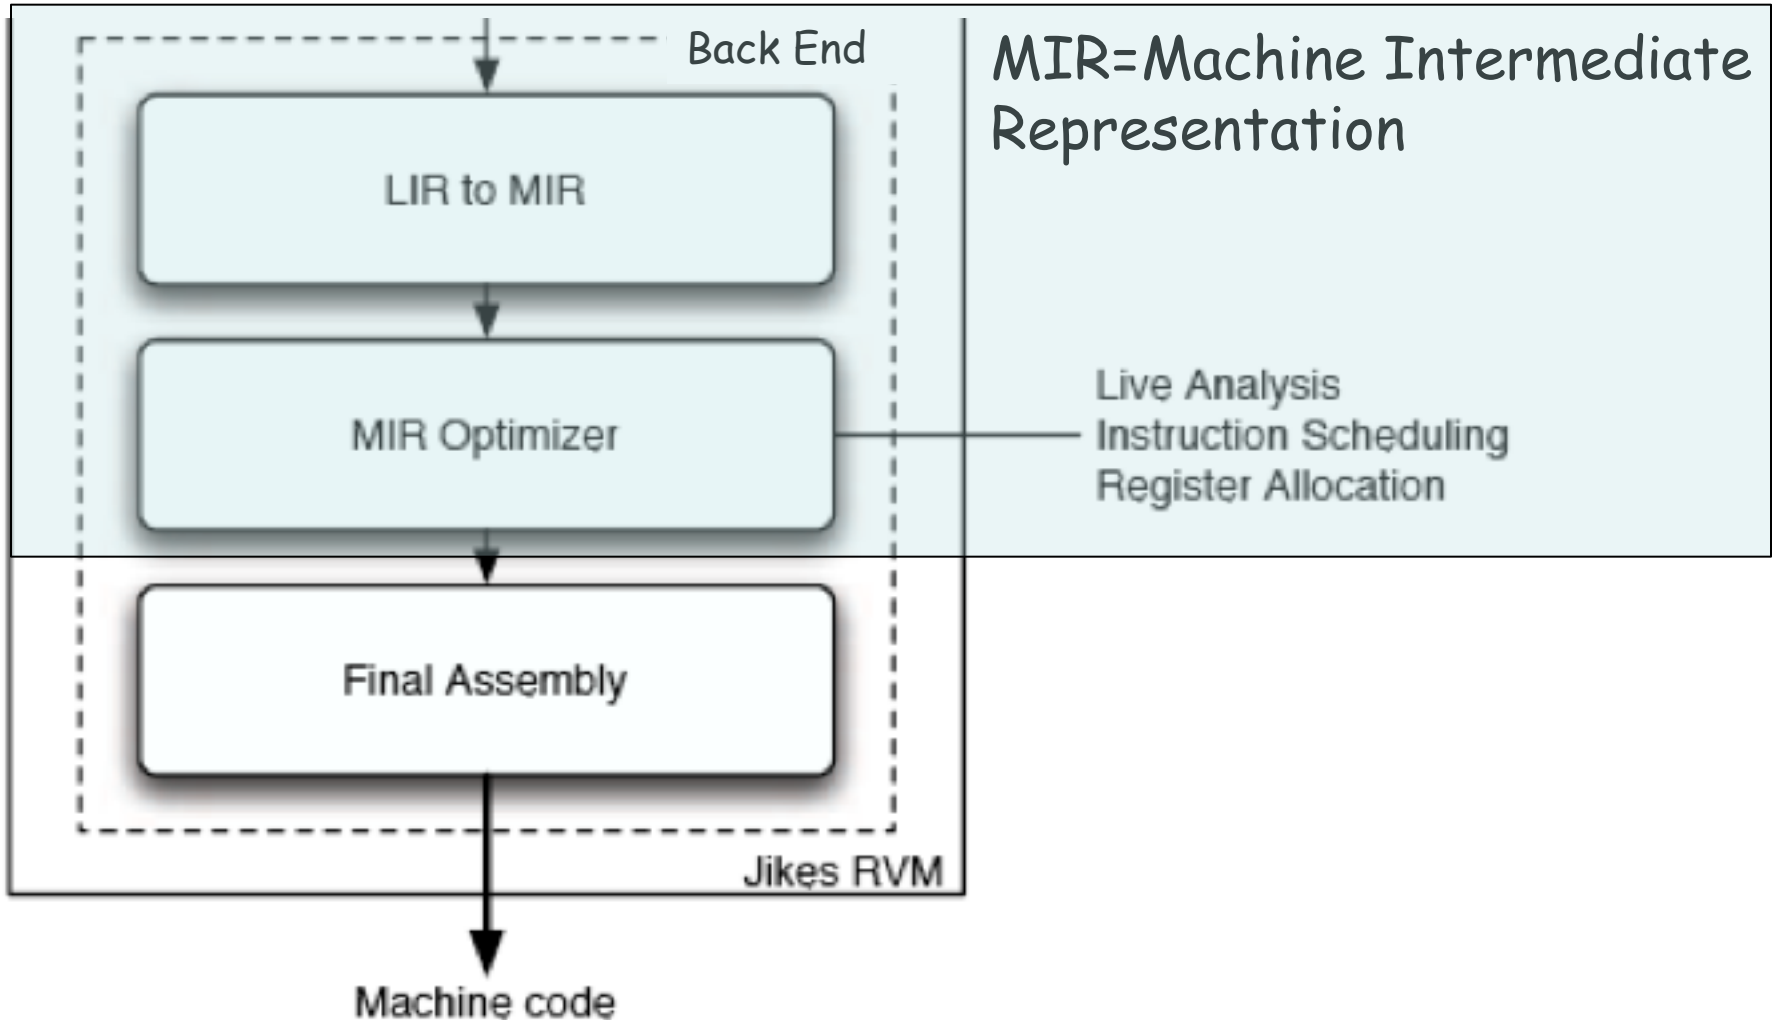 Back End
MIR=Machine Intermediate
Representation
LIR to MIR
MIR Optimizer
Live Analysis
Instruction Scheduling
Register Allocation
Final Assembly
Jikes RVM
Machine code